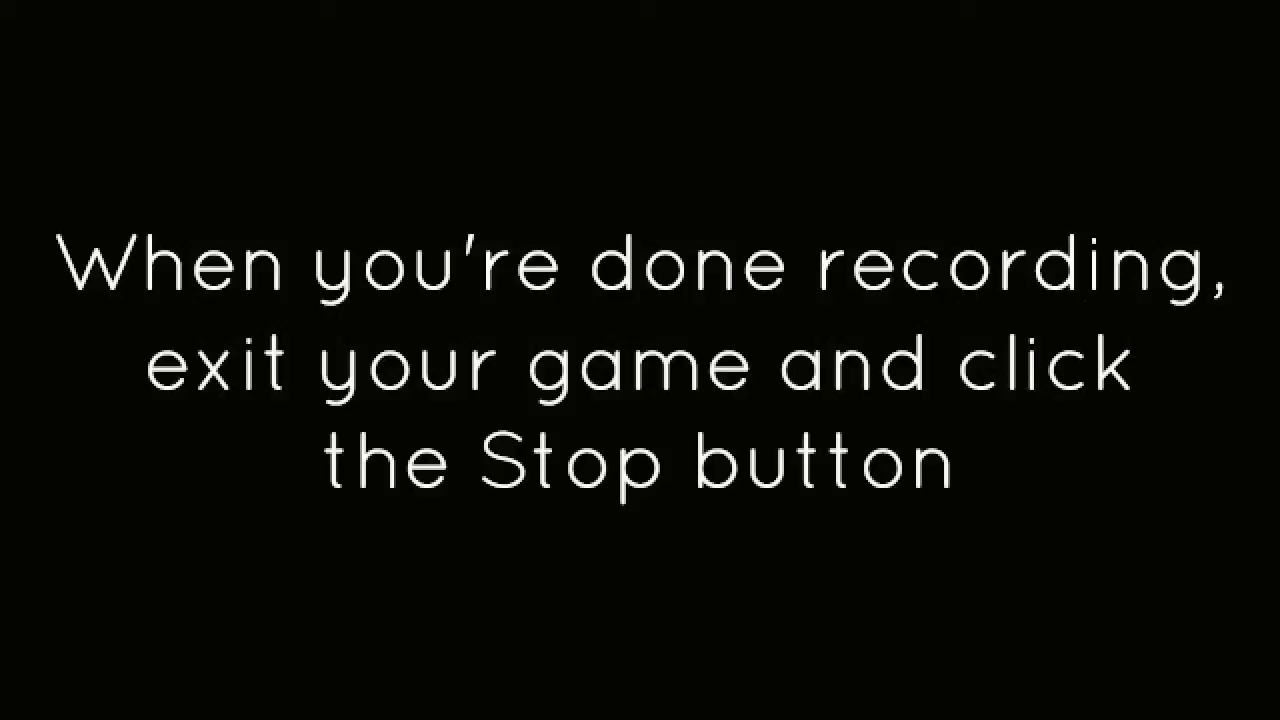 When you're done recording,
exit your game and click
the Stop button